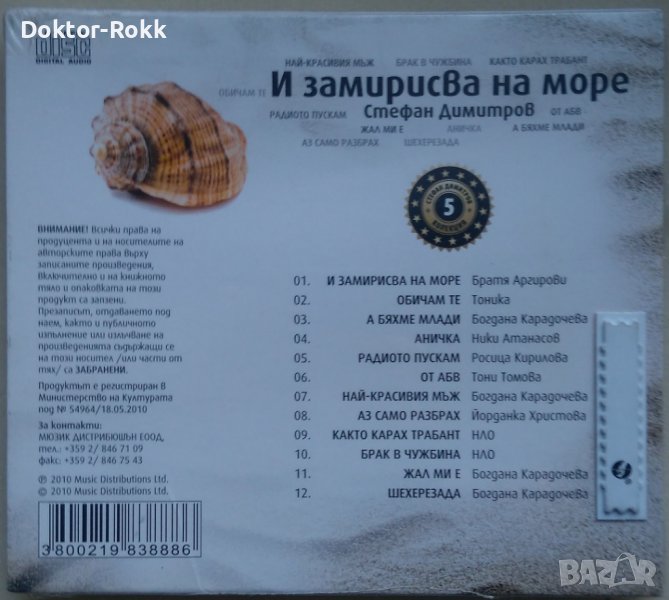 Doktor-Rokk
disc
DIGITAL AUDIO
НАЙ-КРАСИВИЯ МЪЖ БРАК В ЧУЖБИНА КАКТО КАРАХ ТРАБАНТ
ОБИЧАМ ТЕ И замирисва на море
РАДИОТО ПУСКАМ Стефан Димитров ОТ АБВ
ЖАЛ МИ Е АНИЧКА А БЯХМЕ МЛАДИ
АЗ САМО РАЗБРАХ ШЕХЕРЕЗАДА
СТЕФАН ДИМИТРОВ
5
КОЛЕКЦИЯ
ВНИМАНИЕ! Всички права на
продуцента и на носителите на
авторските права върху
записаните произведения,
включително и на книжното
тяло и опаковката на този
продукт са запзени.
Презаписът, отдаването под
наем, както и публичното
изпълнение или излъчване на
произведенията съдържащи се
на този носител /или части от
тях/ са ЗАБРАНЕНИ.
Продуктът е регистриран в
Министерство на Културата
под № 54964/18.05.2010
За контакти:
МЮЗИК ДИСТРИБЮШЪН ЕООД,
тел.: +359 2/ 846 71 09
факс: +359 2/ 846 75 43
℗ 2010 Music Distributions Ltd.
© 2010 Music Distributions Ltd.
3800219838886
01. И ЗАМИРИСВА НА МОРЕ Братя Аргирови
02. ОБИЧАМ ТЕ Тоника
03. А БЯХМЕ МЛАДИ Богдана Карадочева
04. АНИЧКА Ники Атанасов
05. РАДИОТО ПУСКАМ Росица Кирилова
06. ОТ АБВ Тони Томова
07. НАЙ-КРАСИВИЯ МЪЖ Богдана Карадочева
08. АЗ САМО РАЗБРАХ Йорданка Христова
09. КАКТО КАРАХ ТРАБАНТ НЛО
10. БРАК В ЧУЖБИНА НЛО
11. ЖАЛ МИ Е Богдана Карадочева
12. ШЕХЕРЕЗАДА Богдана Карадочева
BAZAR